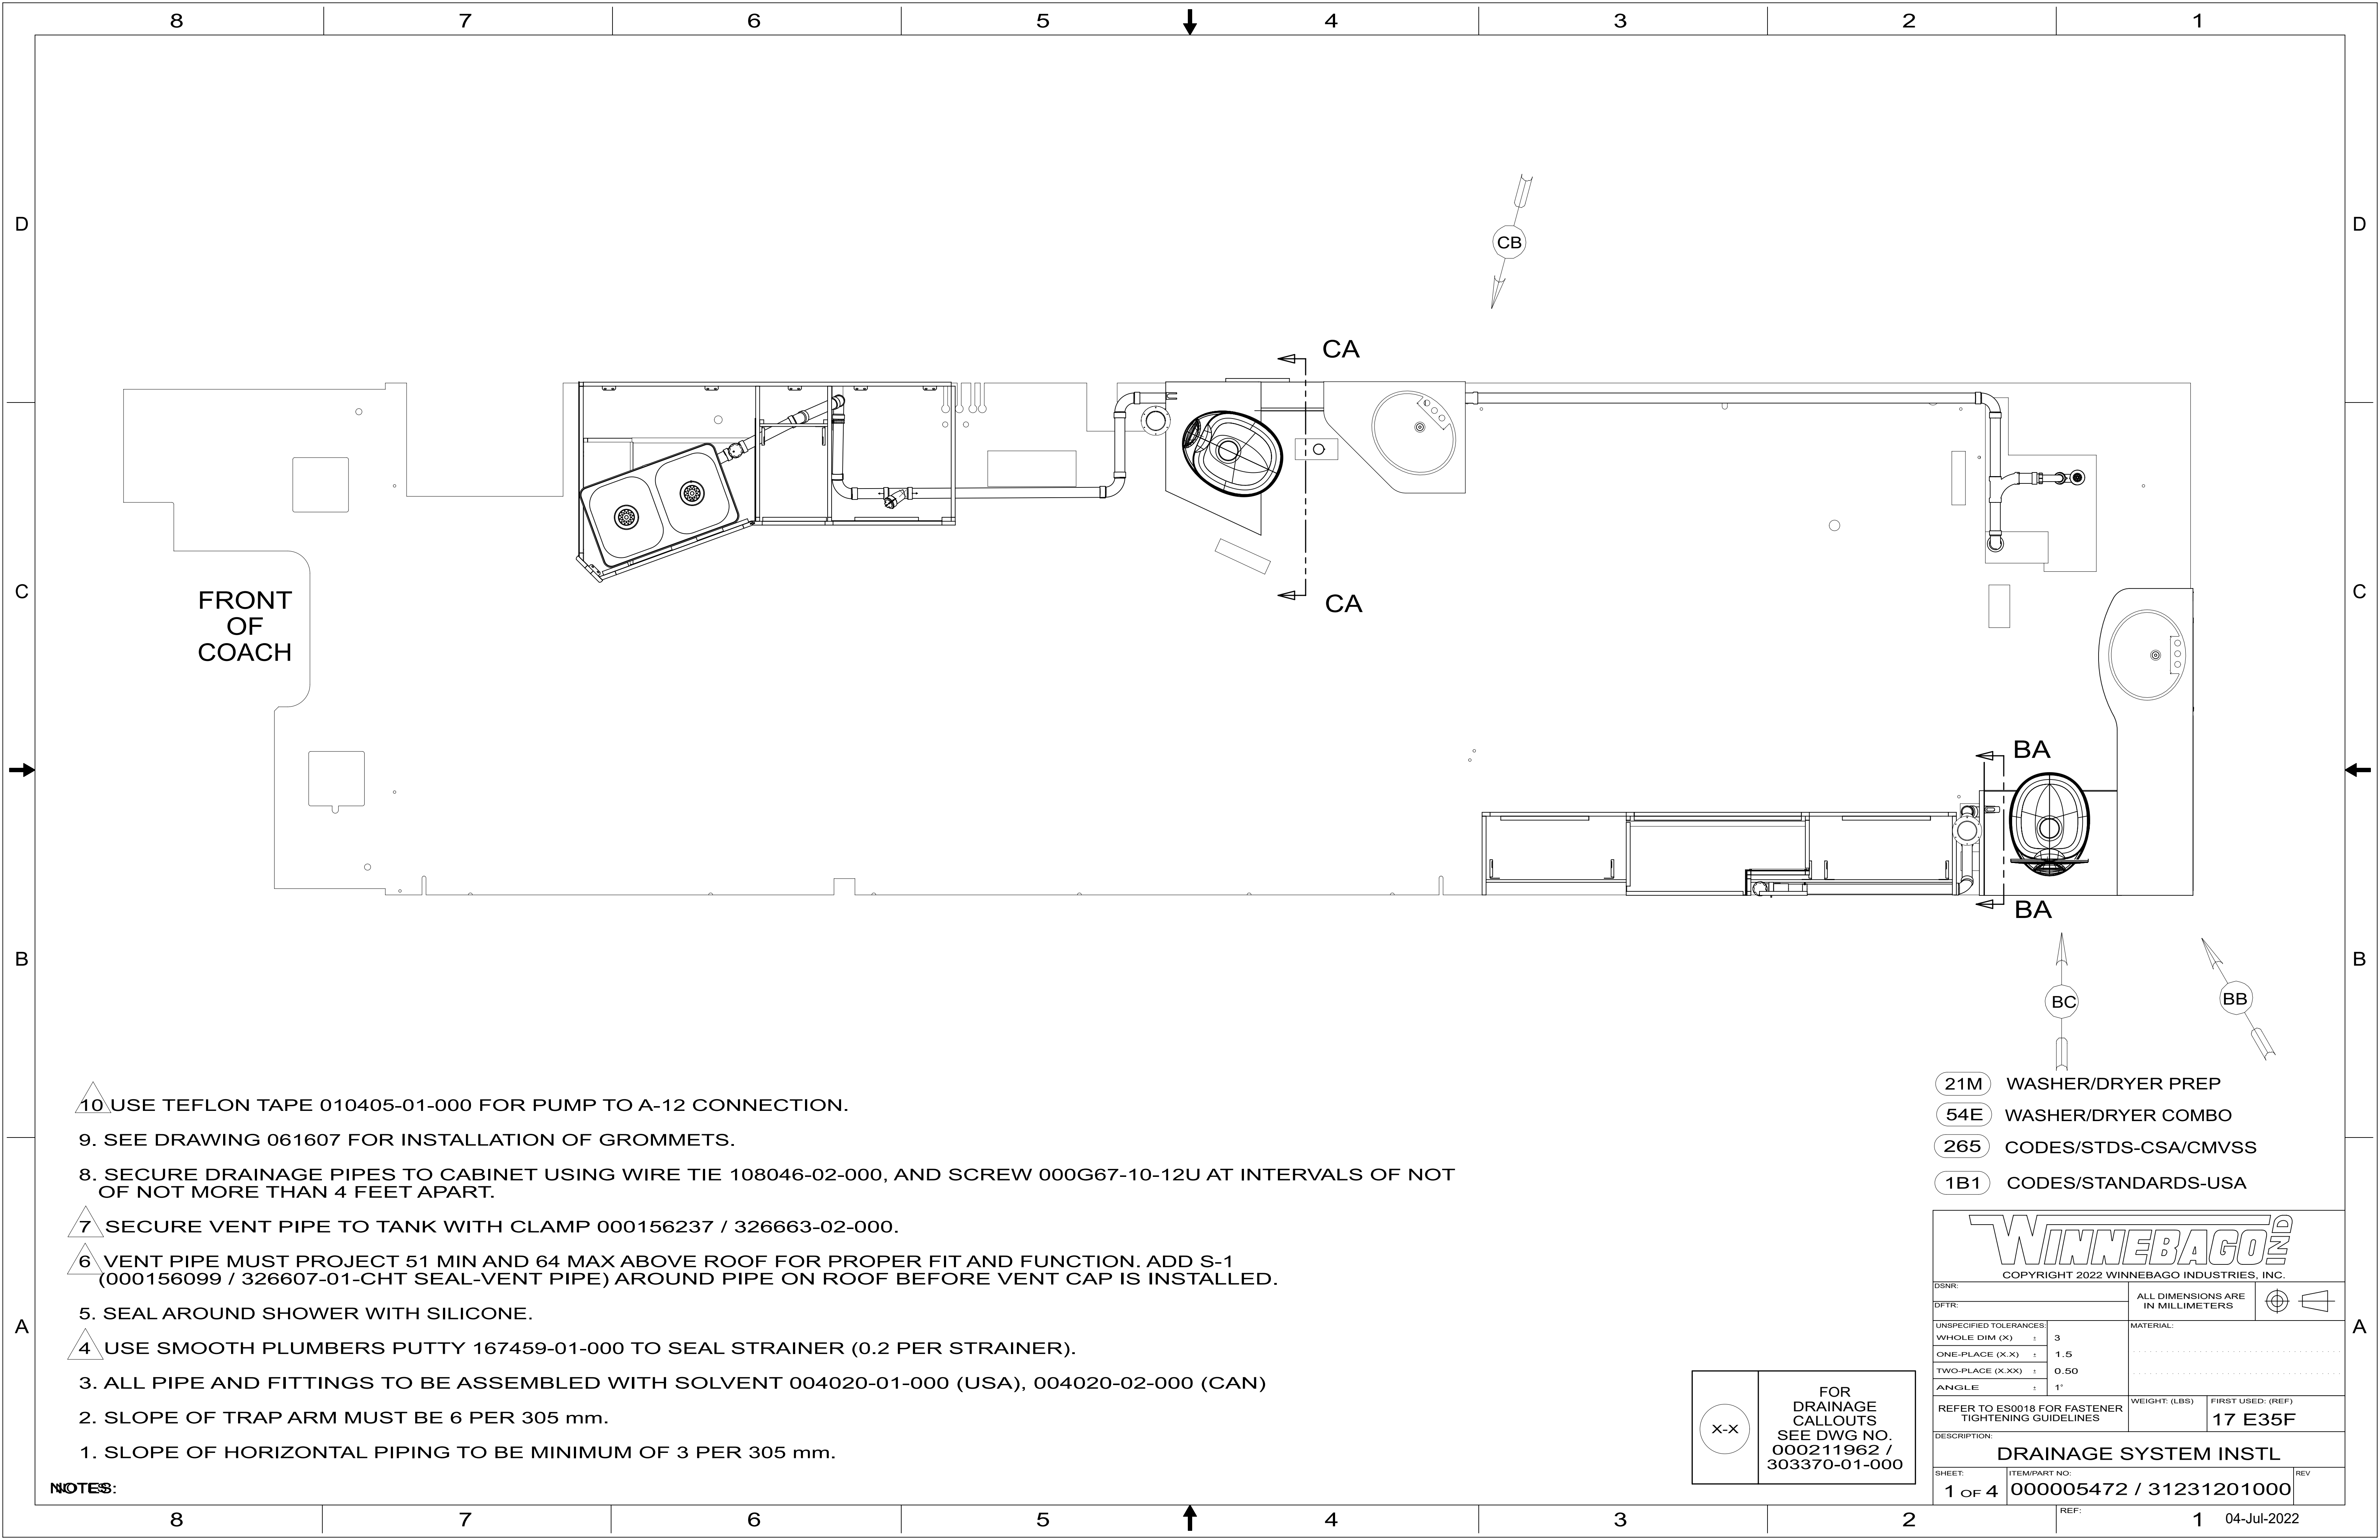 8 7 6 5 4 3 2 1
D D
CB
CA
CA
C C
FRONT
OF
COACH
BA
BA
B B
BC
BB
21M WASHER/DRYER PREP
54E WASHER/DRYER COMBO
265 CODES/STDS-CSA/CMVSS
1B1 CODES/STANDARDS-USA
10 USE TEFLON TAPE 010405-01-000 FOR PUMP TO A-12 CONNECTION.
9. SEE DRAWING 061607 FOR INSTALLATION OF GROMMETS.
8. SECURE DRAINAGE PIPES TO CABINET USING WIRE TIE 108046-02-000, AND SCREW 000G67-10-12U AT INTERVALS OF NOT
OF NOT MORE THAN 4 FEET APART.
7 SECURE VENT PIPE TO TANK WITH CLAMP 000156237 / 326663-02-000.
6 VENT PIPE MUST PROJECT 51 MIN AND 64 MAX ABOVE ROOF FOR PROPER FIT AND FUNCTION. ADD S-1
(000156099 / 326607-01-CHT SEAL-VENT PIPE) AROUND PIPE ON ROOF BEFORE VENT CAP IS INSTALLED.
5. SEAL AROUND SHOWER WITH SILICONE.
4 USE SMOOTH PLUMBERS PUTTY 167459-01-000 TO SEAL STRAINER (0.2 PER STRAINER).
3. ALL PIPE AND FITTINGS TO BE ASSEMBLED WITH SOLVENT 004020-01-000 (USA), 004020-02-000 (CAN)
2. SLOPE OF TRAP ARM MUST BE 6 PER 305 mm.
1. SLOPE OF HORIZONTAL PIPING TO BE MINIMUM OF 3 PER 305 mm.
NOTES:
A A
X-X
FOR
DRAINAGE
CALLOUTS
SEE DWG NO.
000211962 /
303370-01-000
WINNEBAGO IND
COPYRIGHT 2022 WINNEBAGO INDUSTRIES, INC.
DSNR:
DFTR:
ALL DIMENSIONS ARE
IN MILLIMETERS
UNSPECIFIED TOLERANCES:
WHOLE DIM (X) ± 3
ONE-PLACE (X.X) ± 1.5
TWO-PLACE (X.XX) ± 0.50
ANGLE ± 1°
MATERIAL:
REFER TO ES0018 FOR FASTENER
TIGHTENING GUIDELINES
WEIGHT: (LBS)
FIRST USED: (REF)
17 E35F
DESCRIPTION:
DRAINAGE SYSTEM INSTL
SHEET:
1 OF 4
ITEM/PART NO:
000005472 / 31231201000
REV
REF:
8 7 6 5 4 3 2 1
04-Jul-2022